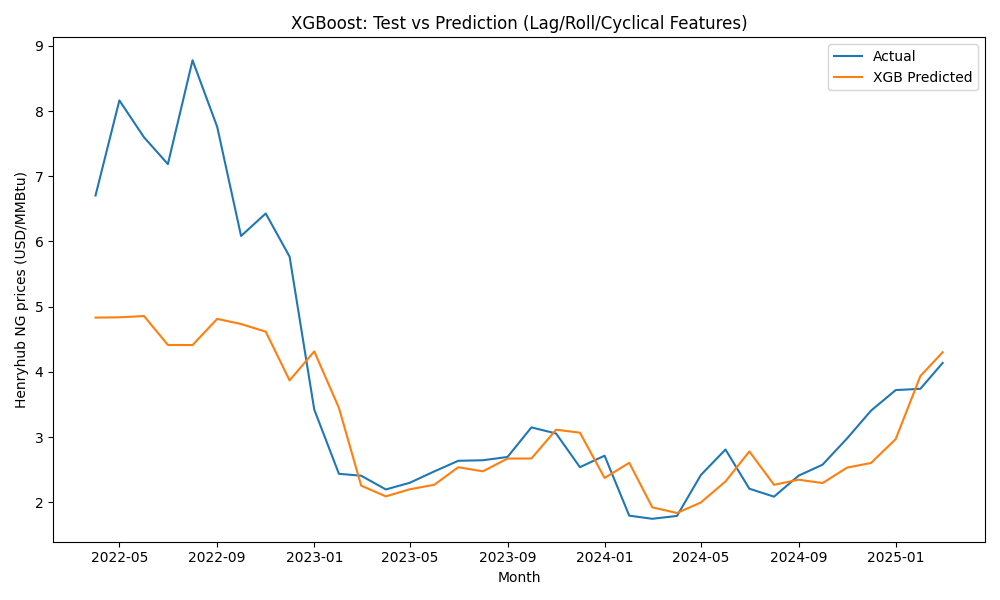 XGBoost: Test vs Prediction (Lag/Roll/Cyclical Features)
Henryhub NG prices (USD/MMBtu)
9
8
7
6
5
4
3
2
Actual
XGB Predicted
2022-05 2022-09 2023-01 2023-05 2023-09 2024-01 2024-05 2024-09 2025-01
Month